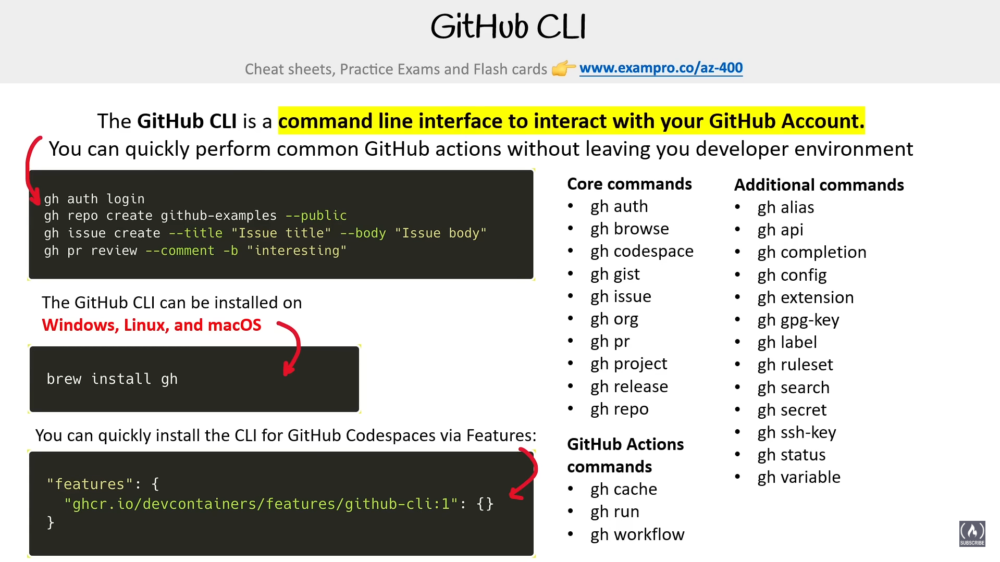 GitHub CLI
Cheat sheets, Practice Exams and Flash cards 👉 www.exampro.co/az-400
The GitHub CLI is a command line interface to interact with your GitHub Account.
You can quickly perform common GitHub actions without leaving you developer environment
gh auth login
gh repo create github-examples --public
gh issue create --title "Issue title" --body "Issue body"
gh pr review --comment -b "interesting"
The GitHub CLI can be installed on
Windows, Linux, and macOS
brew install gh
You can quickly install the CLI for GitHub Codespaces via Features:
"features": {
"ghcr.io/devcontainers/features/github-cli:1": {}
}
Core commands
• gh auth
• gh browse
• gh codespace
• gh gist
• gh issue
• gh org
• gh pr
• gh project
• gh release
• gh repo
GitHub Actions
commands
• gh cache
• gh run
• gh workflow
Additional commands
• gh alias
• gh api
• gh completion
• gh config
• gh extension
• gh gpg-key
• gh label
• gh ruleset
• gh search
• gh secret
• gh ssh-key
• gh status
• gh variable
SUBSCRIBE